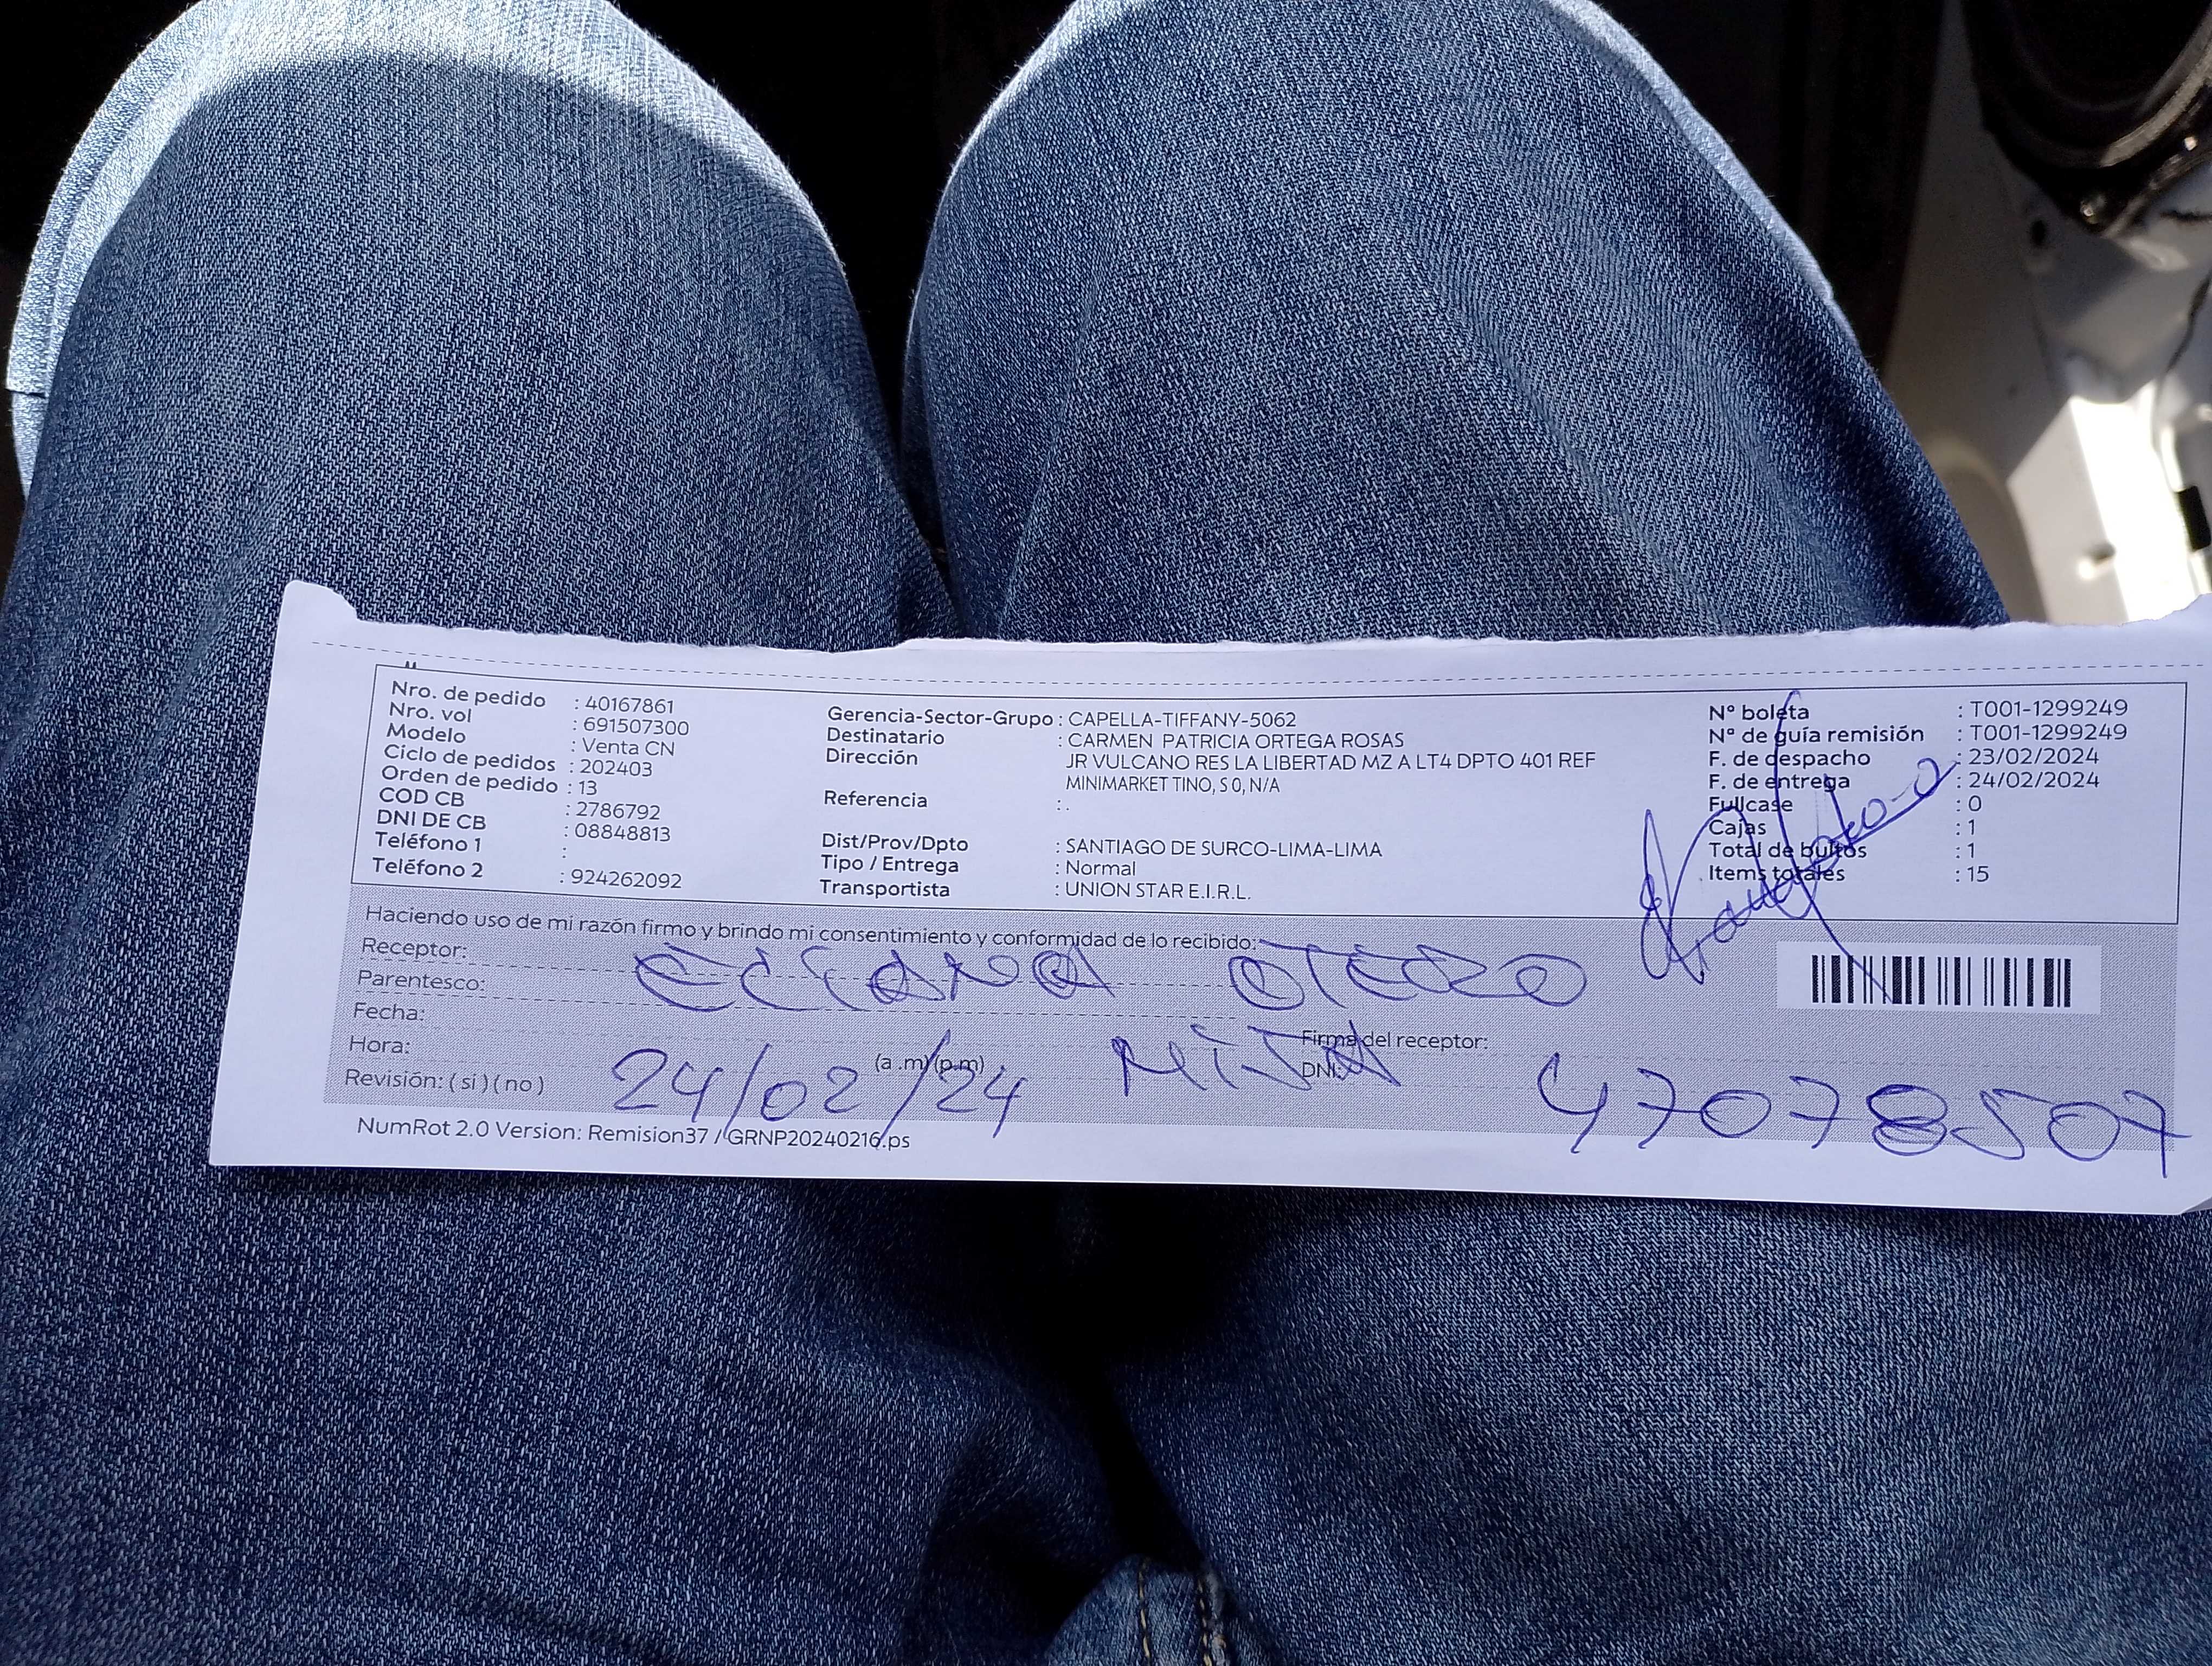 Nro. de pedido : 40167861
Nro. vol : 691507300
Modelo : Venta CN
Ciclo de pedidos : 202403
Orden de pedido : 13
COD CB : 2786792
DNI DE CB : 08848813
Teléfono 1 :
Teléfono 2 : 924262092
Gerencia-Sector-Grupo : CAPELLA-TIFFANY-5062
Destinatario : CARMEN PATRICIA ORTEGA ROSAS
Dirección JR VULCANO RES LA LIBERTAD MZ A LT4 DPTO 401 REF
MINIMARKET TINO, S 0, N/A
Referencia : .
Dist/Prov/Dpto : SANTIAGO DE SURCO-LIMA-LIMA
Tipo / Entrega : Normal
Transportista : UNION STAR E.I.R.L.
N° boleta : T001-1299249
N° de guía remisión : T001-1299249
F. de despacho : 23/02/2024
F. de entrega : 24/02/2024
Fullcase : 0
Cajas : 1
Total de bultos : 1
Items totales : 15
Haciendo uso de mi razón firmo y brindo mi consentimiento y conformidad de lo recibido:
Receptor:
OTERO
Parentesco:
Fecha:
Firma del receptor:
Hora: (a .m) (p.m)
DNI:
24/02/24 HIJA 47078507
Revisión: ( si ) ( no )
NumRot 2.0 Version: Remision37 / GRNP20240216.ps